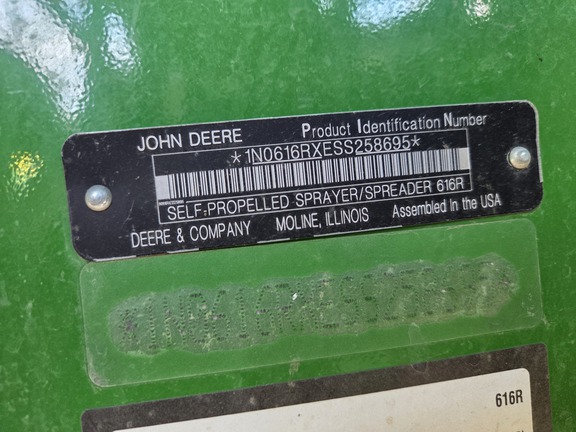 JOHN DEERE Product Identification Number
*1N0616RXESS258695*
SELF-PROPELLED SPRAYER/SPREADER 616R
DEERE & COMPANY MOLINE, ILLINOIS Assembled in the USA
616R